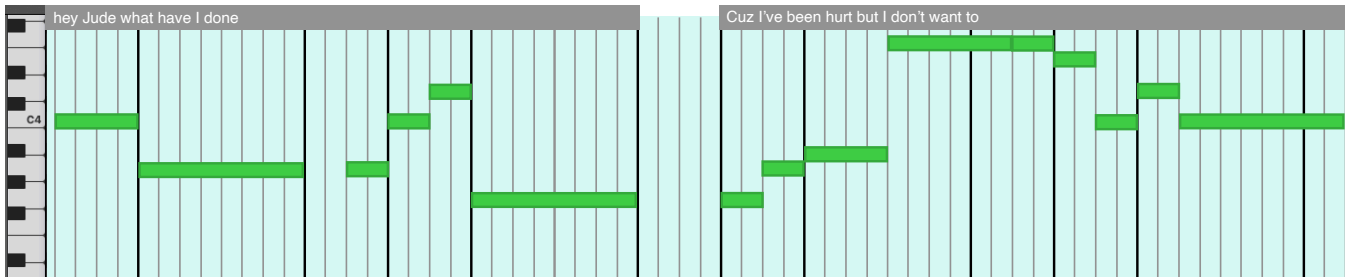 hey Jude what have I done
Cuz I've been hurt but I don't want to
C4